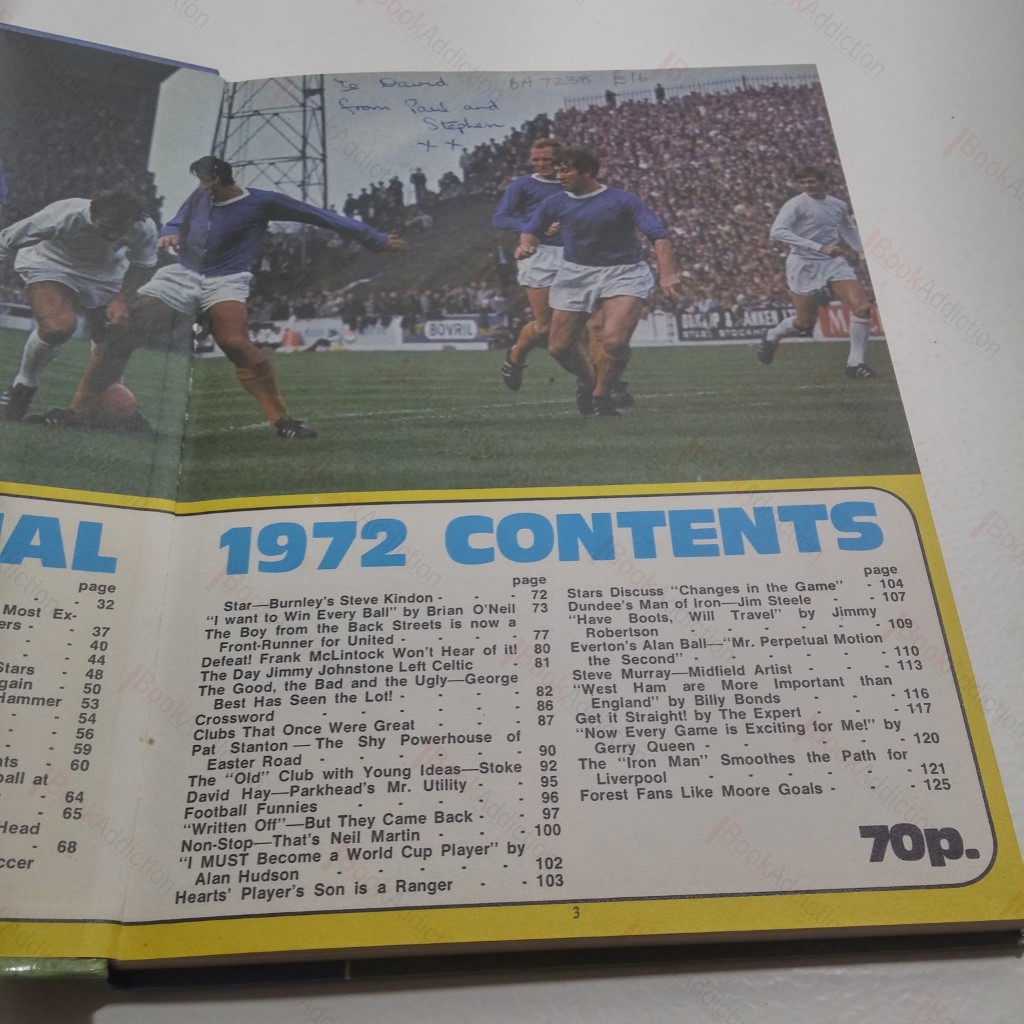 To David
from Paul and
Stephen
x x
BH 7238 £16
BOVRIL
NAL
page
32
Most Ex-
ers - 37
- - 40
- - 44
Stars - 48
gain - 50
Hammer 53
- - 54
- - 56
- - 59
nts - 60
ball at
- - 64
- - 65
Head
- - 68
ccer
1972 CONTENTS
page
Star—Burnley's Steve Kindon - - - 72
"I want to Win Every Ball" by Brian O'Neil 73
The Boy from the Back Streets is now a
Front-Runner for United - - - - 77
Defeat! Frank McLintock Won't Hear of it! 80
The Day Jimmy Johnstone Left Celtic - 81
The Good, the Bad and the Ugly—George
Best Has Seen the Lot! - - - - 82
Crossword - - - - - 86
Clubs That Once Were Great - - - 87
Pat Stanton—The Shy Powerhouse of
Easter Road - - - - - 90
The "Old" Club with Young Ideas—Stoke 92
David Hay—Parkhead's Mr. Utility - - 95
Football Funnies - - - - 96
"Written Off"—But They Came Back - - 97
Non-Stop—That's Neil Martin - - - 100
"I MUST Become a World Cup Player" by
Alan Hudson - - - - - 102
Hearts' Player's Son is a Ranger - - 103
page
Stars Discuss "Changes in the Game" - 104
Dundee's Man of Iron—Jim Steele - - 107
"Have Boots, Will Travel" by Jimmy
Robertson - - - - - 109
Everton's Alan Ball—"Mr. Perpetual Motion
the Second" - - - - - 110
Steve Murray—Midfield Artist - - - 113
"West Ham are More Important than
England" by Billy Bonds - - - 116
Get it Straight! by The Expert - - - 117
"Now Every Game is Exciting for Me!" by
Gerry Queen - - - - - 120
The "Iron Man" Smoothes the Path for
Liverpool - - - - - 121
Forest Fans Like Moore Goals - - - 125
70p.
3
BookAddiction